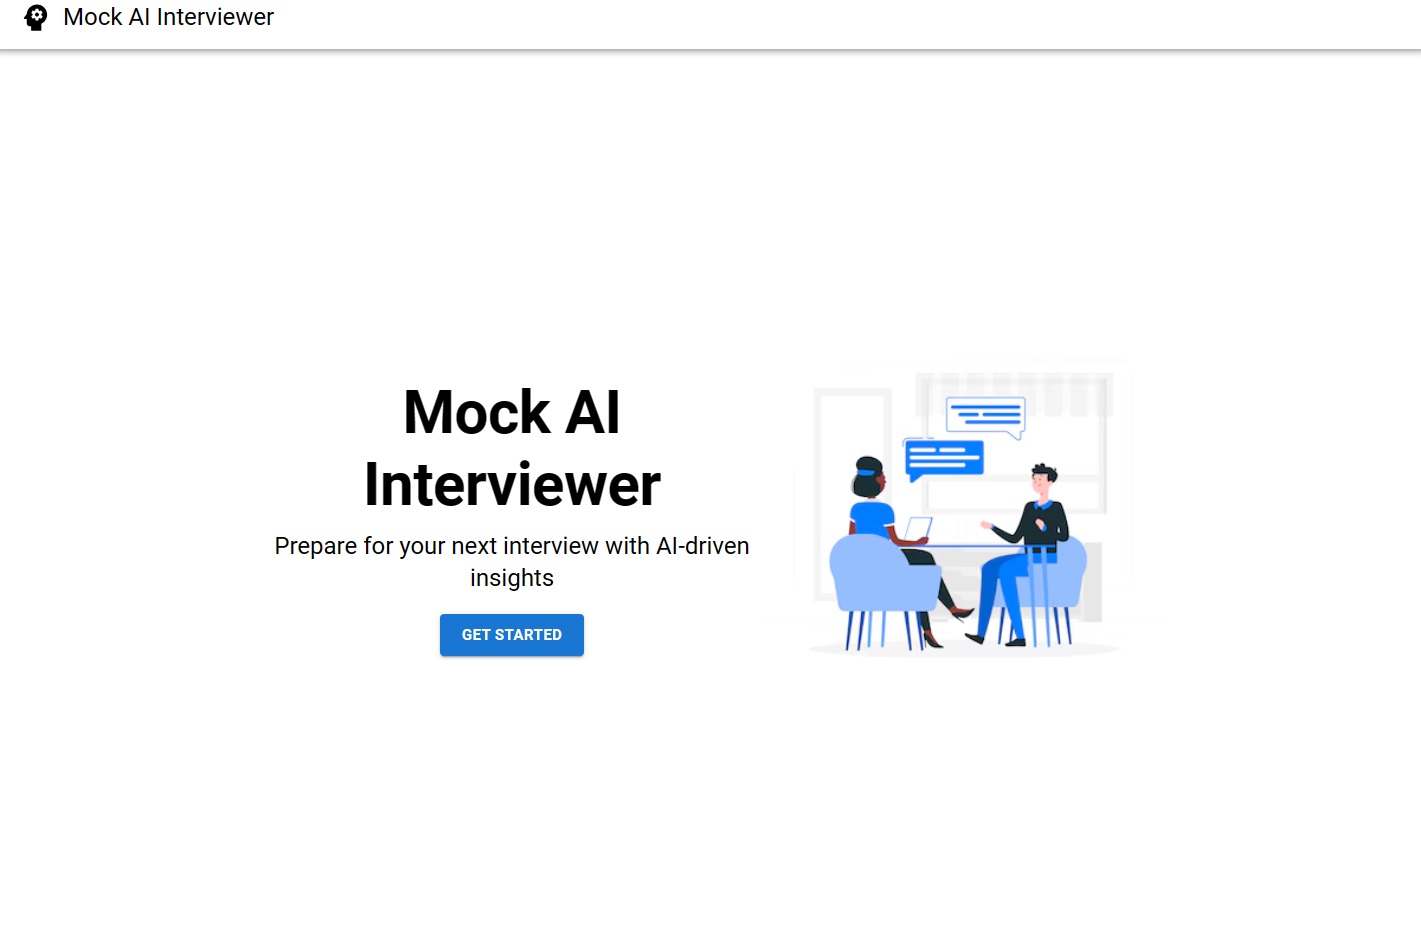 Mock AI Interviewer
Mock AI
Interviewer
Prepare for your next interview with AI-driven
insights
GET STARTED